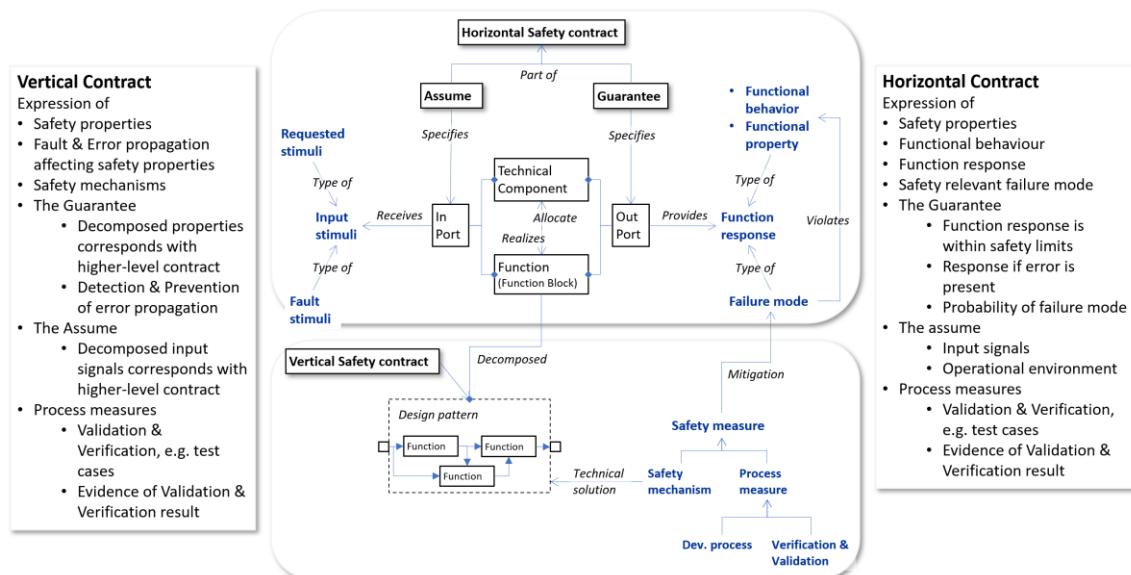 Vertical Contract
Expression of
• Safety properties
• Fault & Error propagation
affecting safety properties
• Safety mechanisms
• The Guarantee
• Decomposed properties
corresponds with
higher-level contract
• Detection & Prevention
of error propagation
• The Assume
• Decomposed input
signals corresponds with
higher-level contract
• Process measures
• Validation &
Verification, e.g. test
cases
• Evidence of Validation &
Verification result
Horizontal Safety contract
Part of
Assume
Guarantee
Specifies
Specifies
• Functional
behavior
• Functional
property
Requested
stimuli
Type of
Technical
Component
Type of
Input
stimuli
Receives
In
Port
Allocate
Realizes
Out
Port
Provides
Function
response
Violates
Type of
Function
(Function Block)
Type of
Fault
stimuli
Failure mode
Vertical Safety contract
Decomposed
Mitigation
Design pattern
Function
Function
Function
Safety measure
Technical
solution
Safety
mechanism
Process
measure
Dev. process
Verification &
Validation
Horizontal Contract
Expression of
• Safety properties
• Functional behaviour
• Function response
• Safety relevant failure mode
• The Guarantee
• Function response is
within safety limits
• Response if error is
present
• Probability of failure mode
• The assume
• Input signals
• Operational environment
• Process measures
• Validation & Verification,
e.g. test cases
• Evidence of Validation &
Verification result